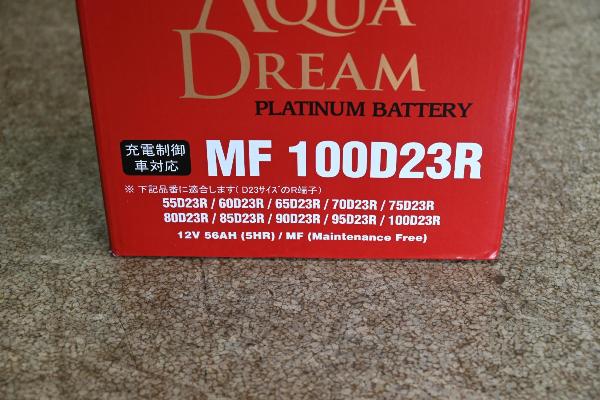 AQUA
DREAM
PLATINUM BATTERY
充電制御
車対応
MF 100D23R
※ 下記品番に適合します(D23サイズのR端子)
55D23R / 60D23R / 65D23R / 70D23R / 75D23R
80D23R / 85D23R / 90D23R / 95D23R / 100D23R
12V 56AH (5HR) / MF (Maintenance Free)